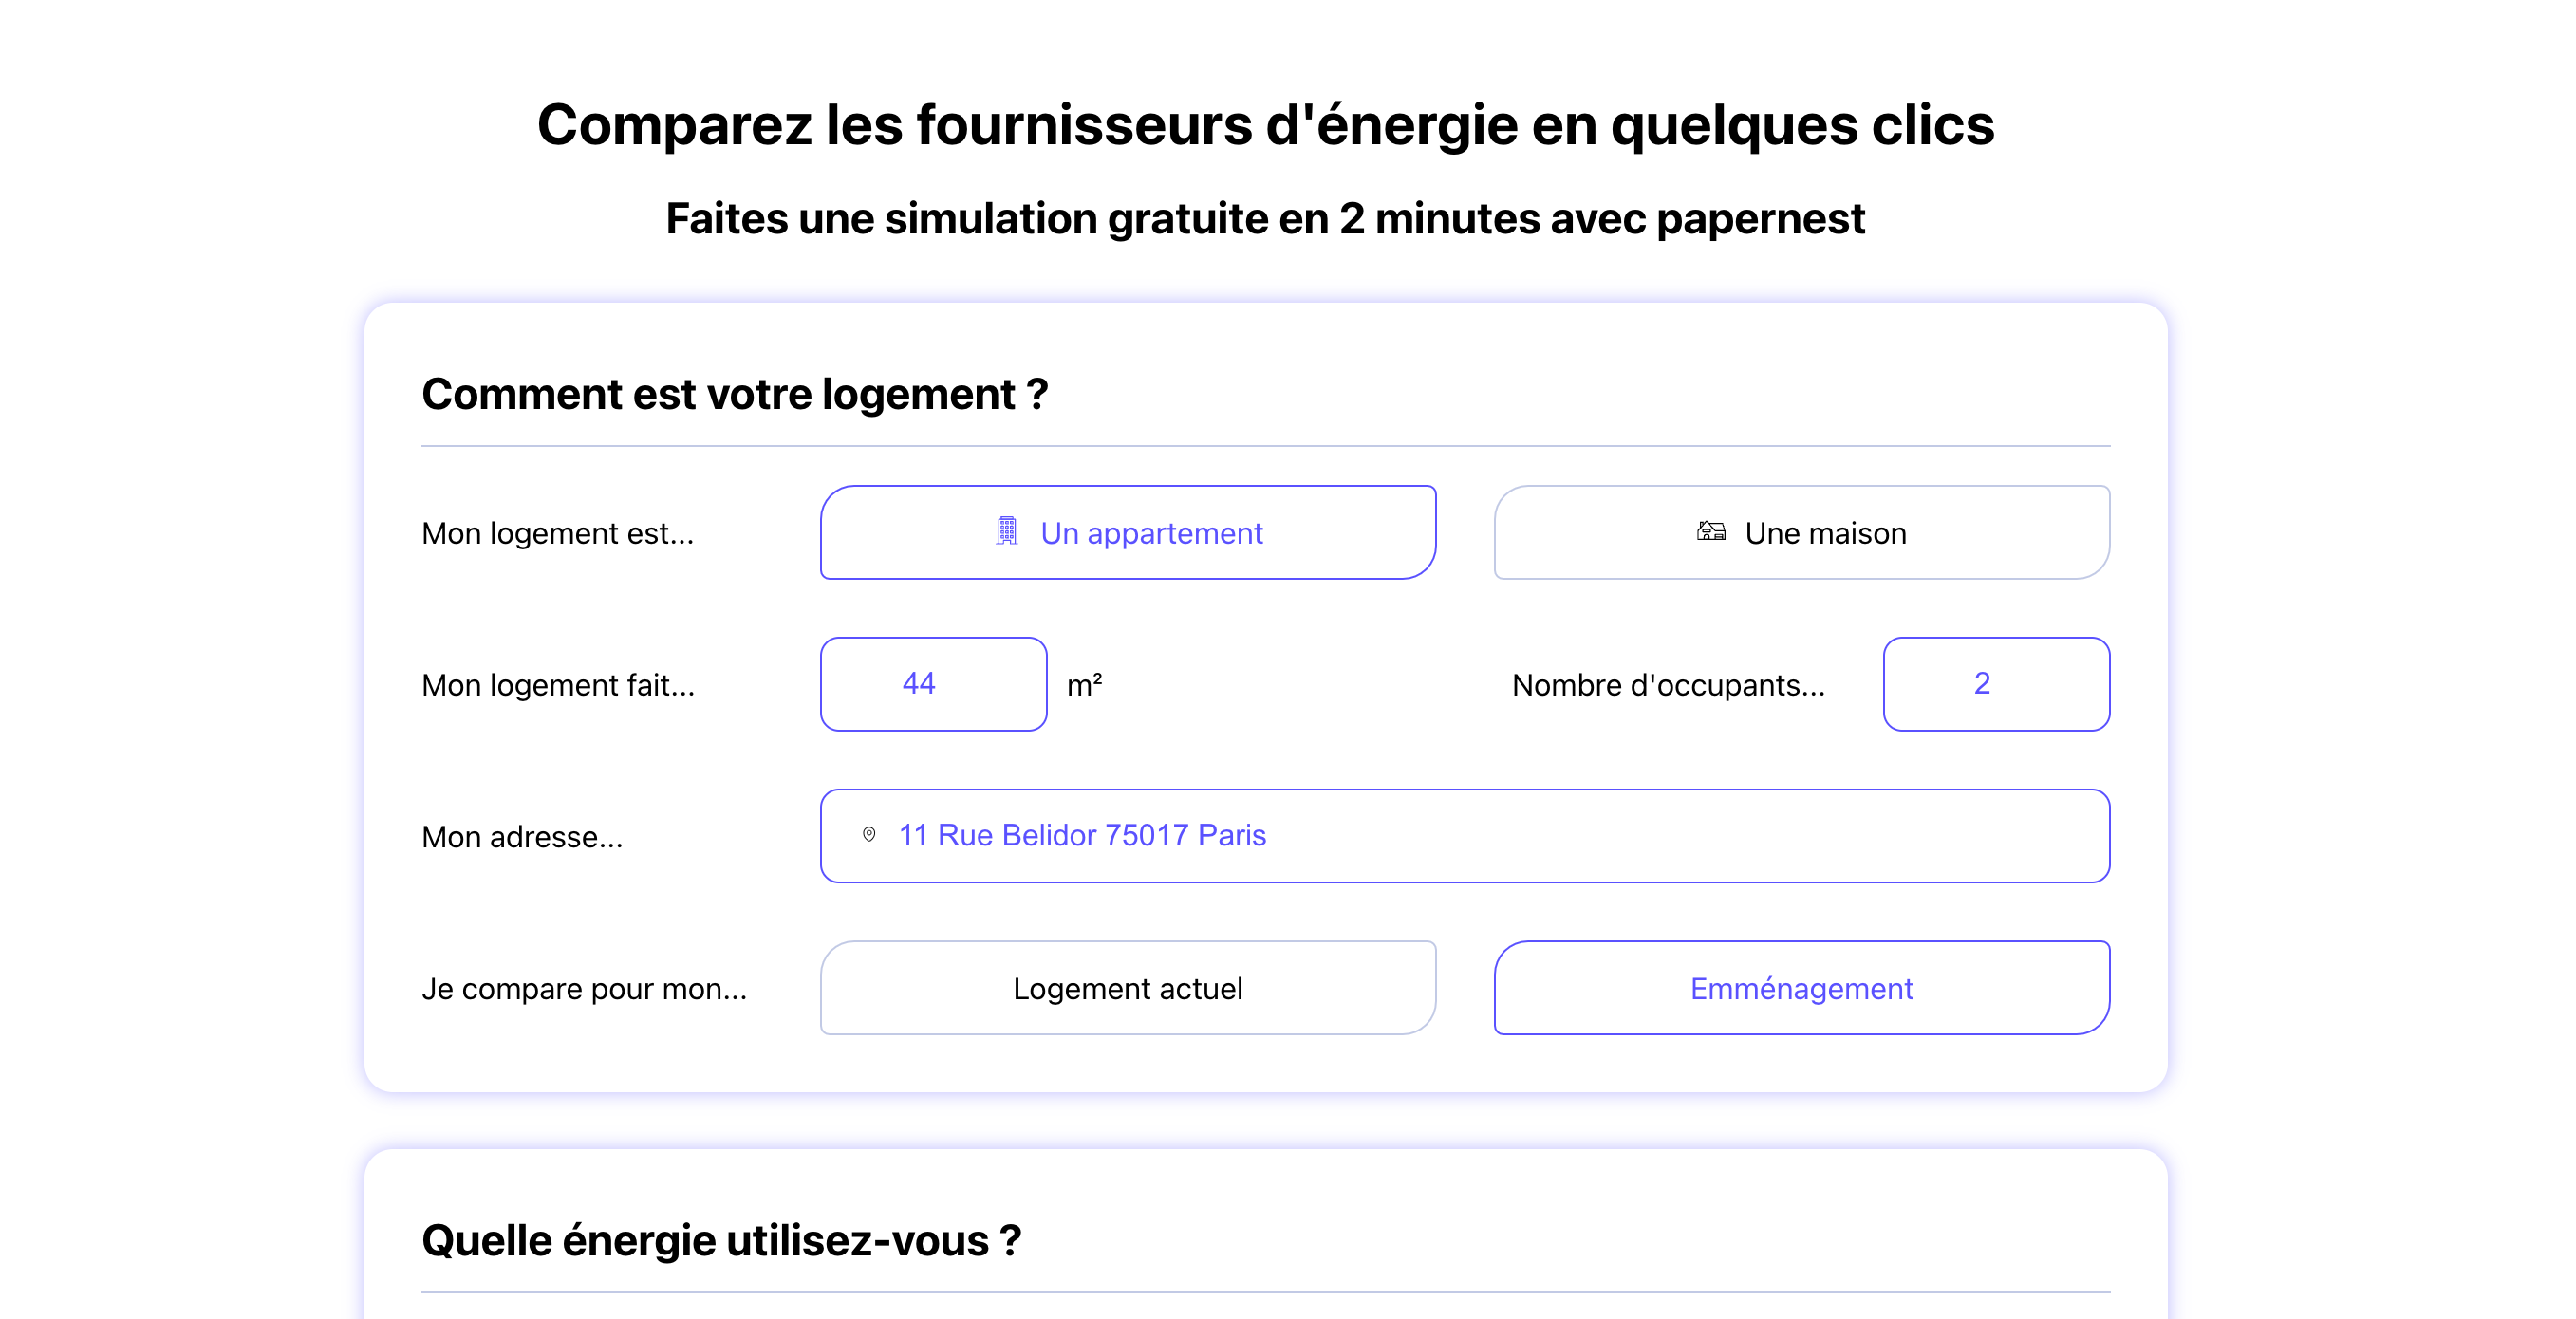 Comparez les fournisseurs d'énergie en quelques clics
Faites une simulation gratuite en 2 minutes avec papernest
Comment est votre logement ?
Mon logement est...
Un appartement
Une maison
Mon logement fait...
44
m²
Nombre d'occupants...
2
Mon adresse...
11 Rue Belidor 75017 Paris
Je compare pour mon...
Logement actuel
Emménagement
Quelle énergie utilisez-vous ?